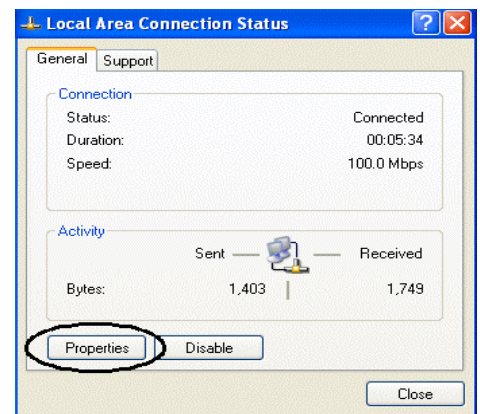 Local Area Connection Status
General Support
Connection
Status: Connected
Duration: 00:05:34
Speed: 100.0 Mbps
Activity
Sent Received
Bytes: 1,403 1,749
Properties Disable
Close